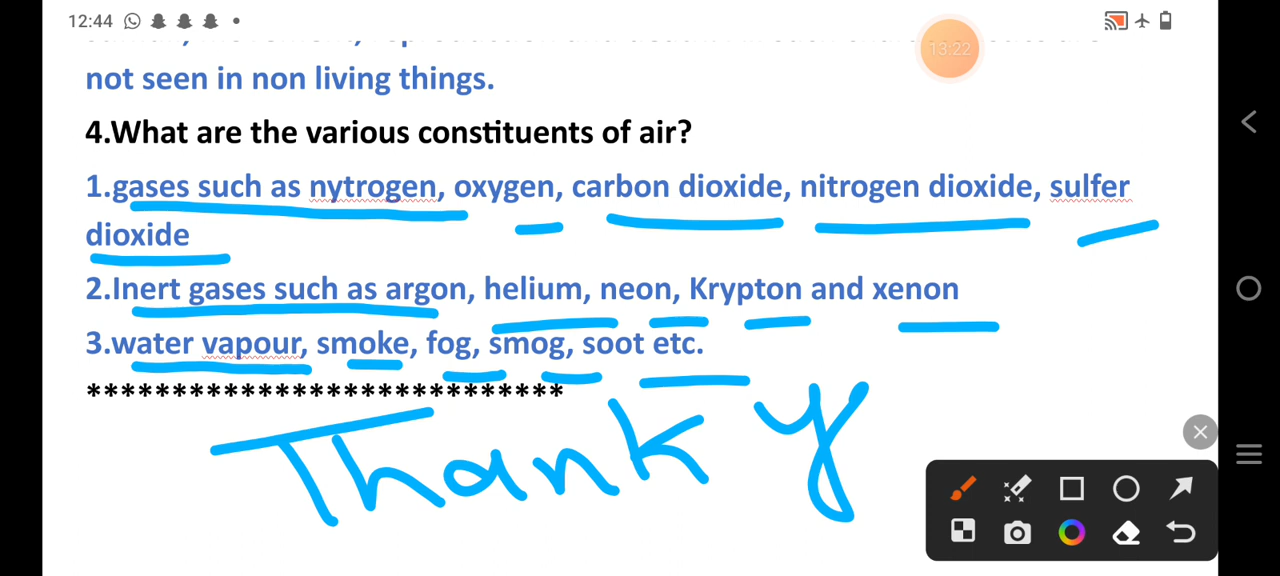 12:44
13:22
not seen in non living things.
4.What are the various constituents of air?
1.gases such as nytrogen, oxygen, carbon dioxide, nitrogen dioxide, sulfer
dioxide
2.Inert gases such as argon, helium, neon, Krypton and xenon
3.water vapour, smoke, fog, smog, soot etc.
****************************
Thank y